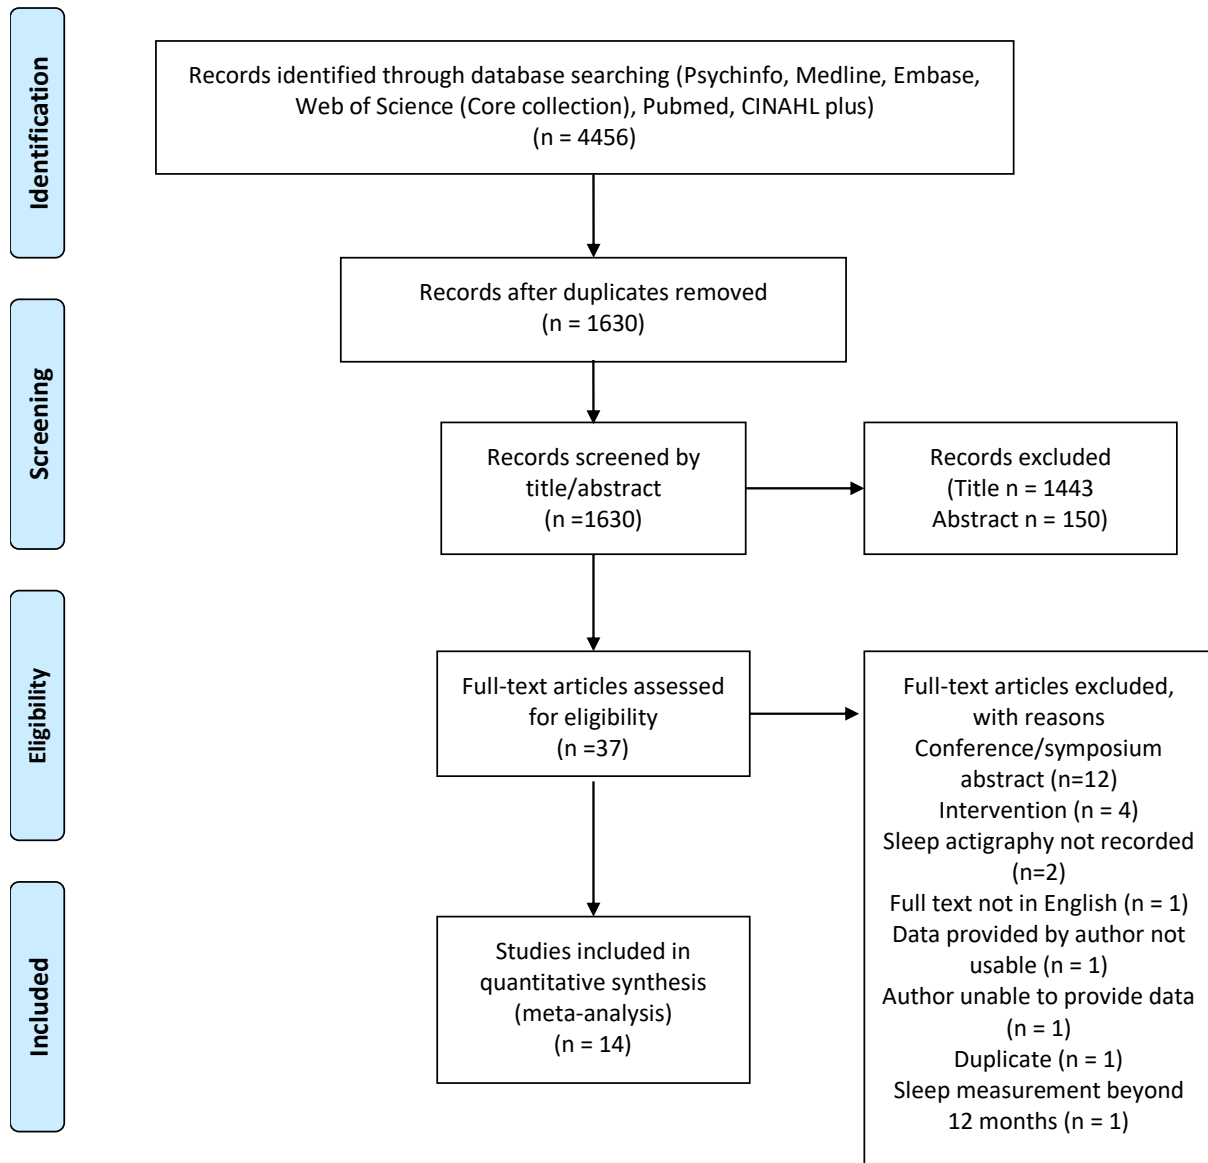 Identification
Records identified through database searching (Psychinfo, Medline, Embase,
Web of Science (Core collection), Pubmed, CINAHL plus)
(n = 4456)
Records after duplicates removed
(n = 1630)
Screening
Records screened by
title/abstract
(n =1630)
Records excluded
(Title n = 1443
Abstract n = 150)
Eligibility
Full-text articles assessed
for eligibility
(n =37)
Full-text articles excluded,
with reasons
Conference/symposium
abstract (n=12)
Intervention (n = 4)
Sleep actigraphy not recorded
(n=2)
Full text not in English (n = 1)
Data provided by author not
usable (n = 1)
Author unable to provide data
(n = 1)
Duplicate (n = 1)
Sleep measurement beyond
12 months (n = 1)
Included
Studies included in
quantitative synthesis
(meta-analysis)
(n = 14)